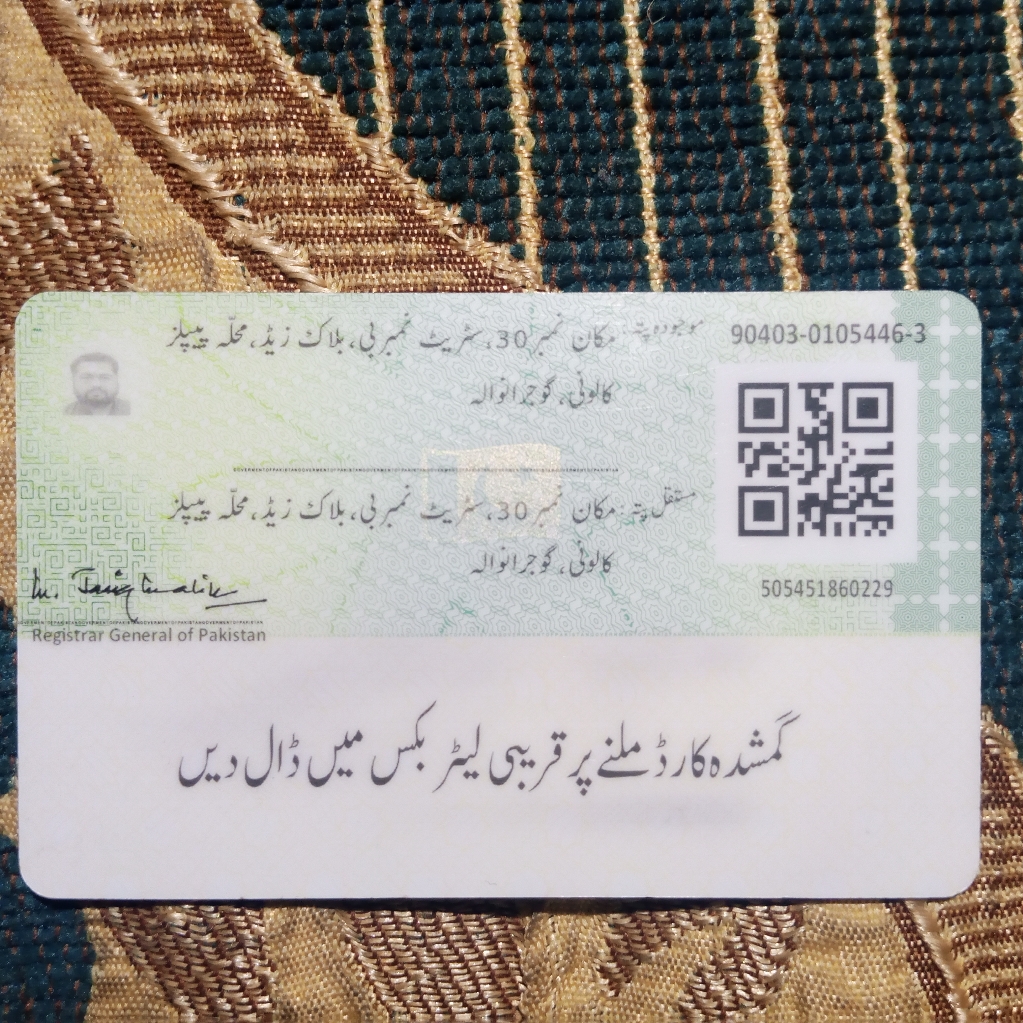 موجودہ پتہ: مکان نمبر 30، سٹریٹ نمبر بی، بلاک زیڈ، محلّہ پیپلز
کالونی، گوجرانوالہ
90403-0105446-3
مستقل پتہ: مکان نمبر 30، سٹریٹ نمبر بی، بلاک زیڈ، محلّہ پیپلز
کالونی، گوجرانوالہ
505451860229
Registrar General of Pakistan
گمشدہ کارڈ ملنے پر قریبی لیٹر بکس میں ڈال دیں